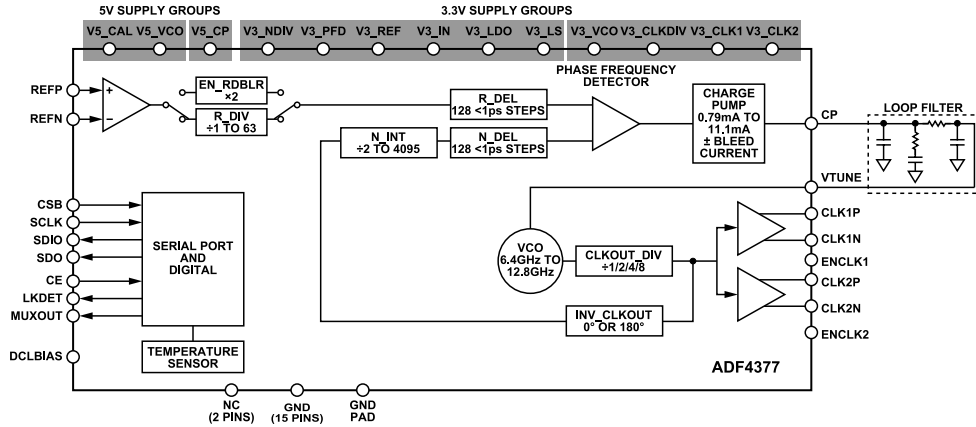 5V SUPPLY GROUPS
3.3V SUPPLY GROUPS
V5_CAL V5_VCO V5_CP V3_NDIV V3_PFD V3_REF V3_IN V3_LDO V3_LS V3_VCO V3_CLKDIV V3_CLK1 V3_CLK2
REFP
REFN
+
−
EN_RDBLR
×2
R_DIV
÷1 TO 63
N_INT
÷2 TO 4095
R_DEL
128 <1ps STEPS
N_DEL
128 <1ps STEPS
PHASE FREQUENCY
DETECTOR
CHARGE
PUMP
0.79mA TO
11.1mA
± BLEED
CURRENT
CP
LOOP FILTER
VTUNE
CSB
SCLK
SDIO
SDO
CE
LKDET
MUXOUT
SERIAL PORT
AND
DIGITAL
TEMPERATURE
SENSOR
DCLBIAS
VCO
6.4GHz TO
12.8GHz
CLKOUT_DIV
÷1/2/4/8
INV_CLKOUT
0° OR 180°
CLK1P
CLK1N
ENCLK1
CLK2P
CLK2N
ENCLK2
ADF4377
NC
(2 PINS)
GND
(15 PINS)
GND
PAD